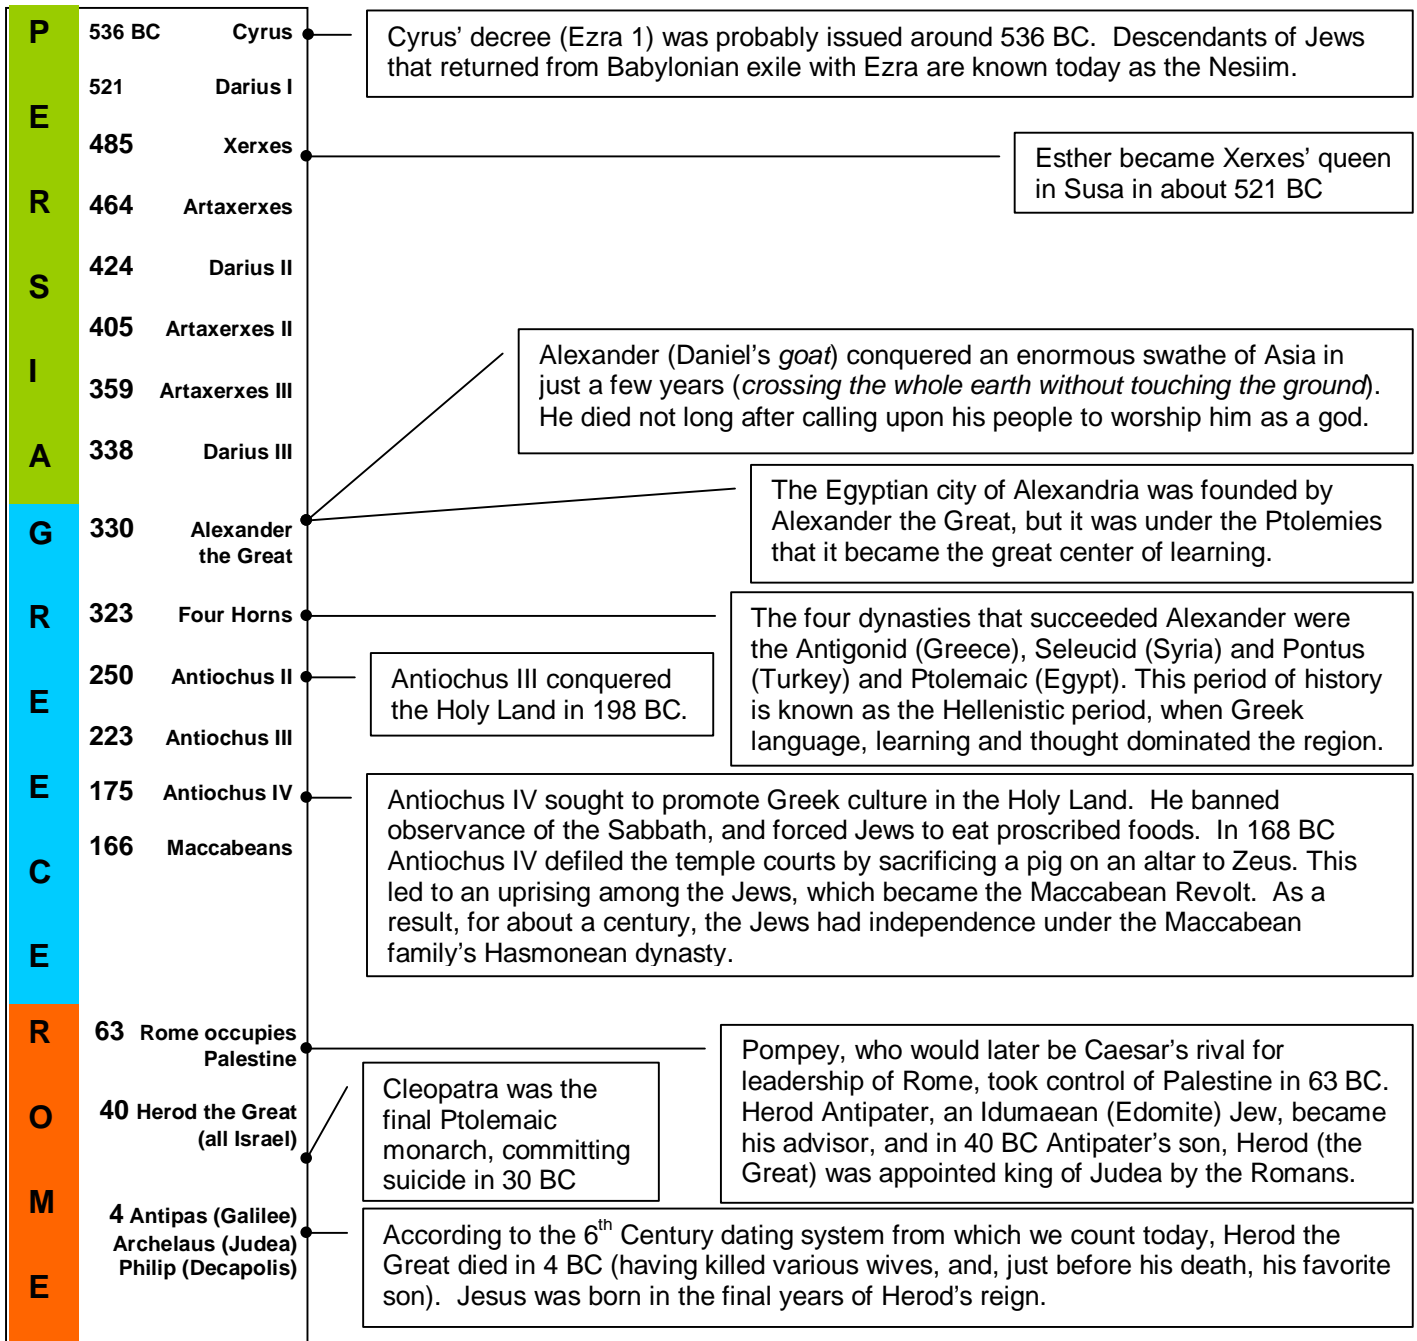 P
E
R
S
I
A
G
R
E
E
C
E
R
O
M
E
536 BC Cyrus
Cyrus’ decree (Ezra 1) was probably issued around 536 BC. Descendants of Jews
that returned from Babylonian exile with Ezra are known today as the Nesiim.
521 Darius I
485 Xerxes
Esther became Xerxes’ queen
in Susa in about 521 BC
464 Artaxerxes
424 Darius II
405 Artaxerxes II
359 Artaxerxes III
338 Darius III
Alexander (Daniel’s goat) conquered an enormous swathe of Asia in
just a few years (crossing the whole earth without touching the ground).
He died not long after calling upon his people to worship him as a god.
330 Alexander
the Great
The Egyptian city of Alexandria was founded by
Alexander the Great, but it was under the Ptolemies
that it became the great center of learning.
323 Four Horns
The four dynasties that succeeded Alexander were
the Antigonid (Greece), Seleucid (Syria) and Pontus
(Turkey) and Ptolemaic (Egypt). This period of history
is known as the Hellenistic period, when Greek
language, learning and thought dominated the region.
250 Antiochus II
Antiochus III conquered
the Holy Land in 198 BC.
223 Antiochus III
175 Antiochus IV
Antiochus IV sought to promote Greek culture in the Holy Land. He banned
observance of the Sabbath, and forced Jews to eat proscribed foods. In 168 BC
Antiochus IV defiled the temple courts by sacrificing a pig on an altar to Zeus. This
led to an uprising among the Jews, which became the Maccabean Revolt. As a
result, for about a century, the Jews had independence under the Maccabean
family’s Hasmonean dynasty.
166 Maccabeans
63 Rome occupies
Palestine
Pompey, who would later be Caesar’s rival for
leadership of Rome, took control of Palestine in 63 BC.
Herod Antipater, an Idumaean (Edomite) Jew, became
his advisor, and in 40 BC Antipater’s son, Herod (the
Great) was appointed king of Judea by the Romans.
40 Herod the Great
(all Israel)
Cleopatra was the
final Ptolemaic
monarch, committing
suicide in 30 BC
4 Antipas (Galilee)
Archelaus (Judea)
Philip (Decapolis)
According to the 6th Century dating system from which we count today, Herod the
Great died in 4 BC (having killed various wives, and, just before his death, his favorite
son). Jesus was born in the final years of Herod’s reign.